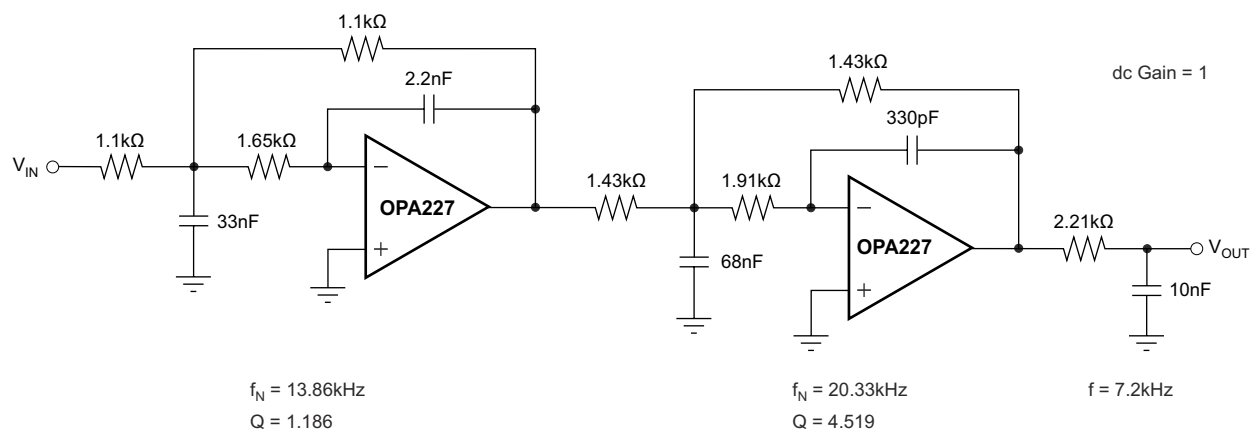 1.1kΩ
2.2nF
1.1kΩ
1.65kΩ
V_IN
−
OPA227
+
33nF
dc Gain = 1
1.43kΩ
330pF
1.43kΩ
1.91kΩ
−
OPA227
+
68nF
2.21kΩ
V_OUT
10nF
f_N = 13.86kHz
Q = 1.186
f_N = 20.33kHz
Q = 4.519
f = 7.2kHz